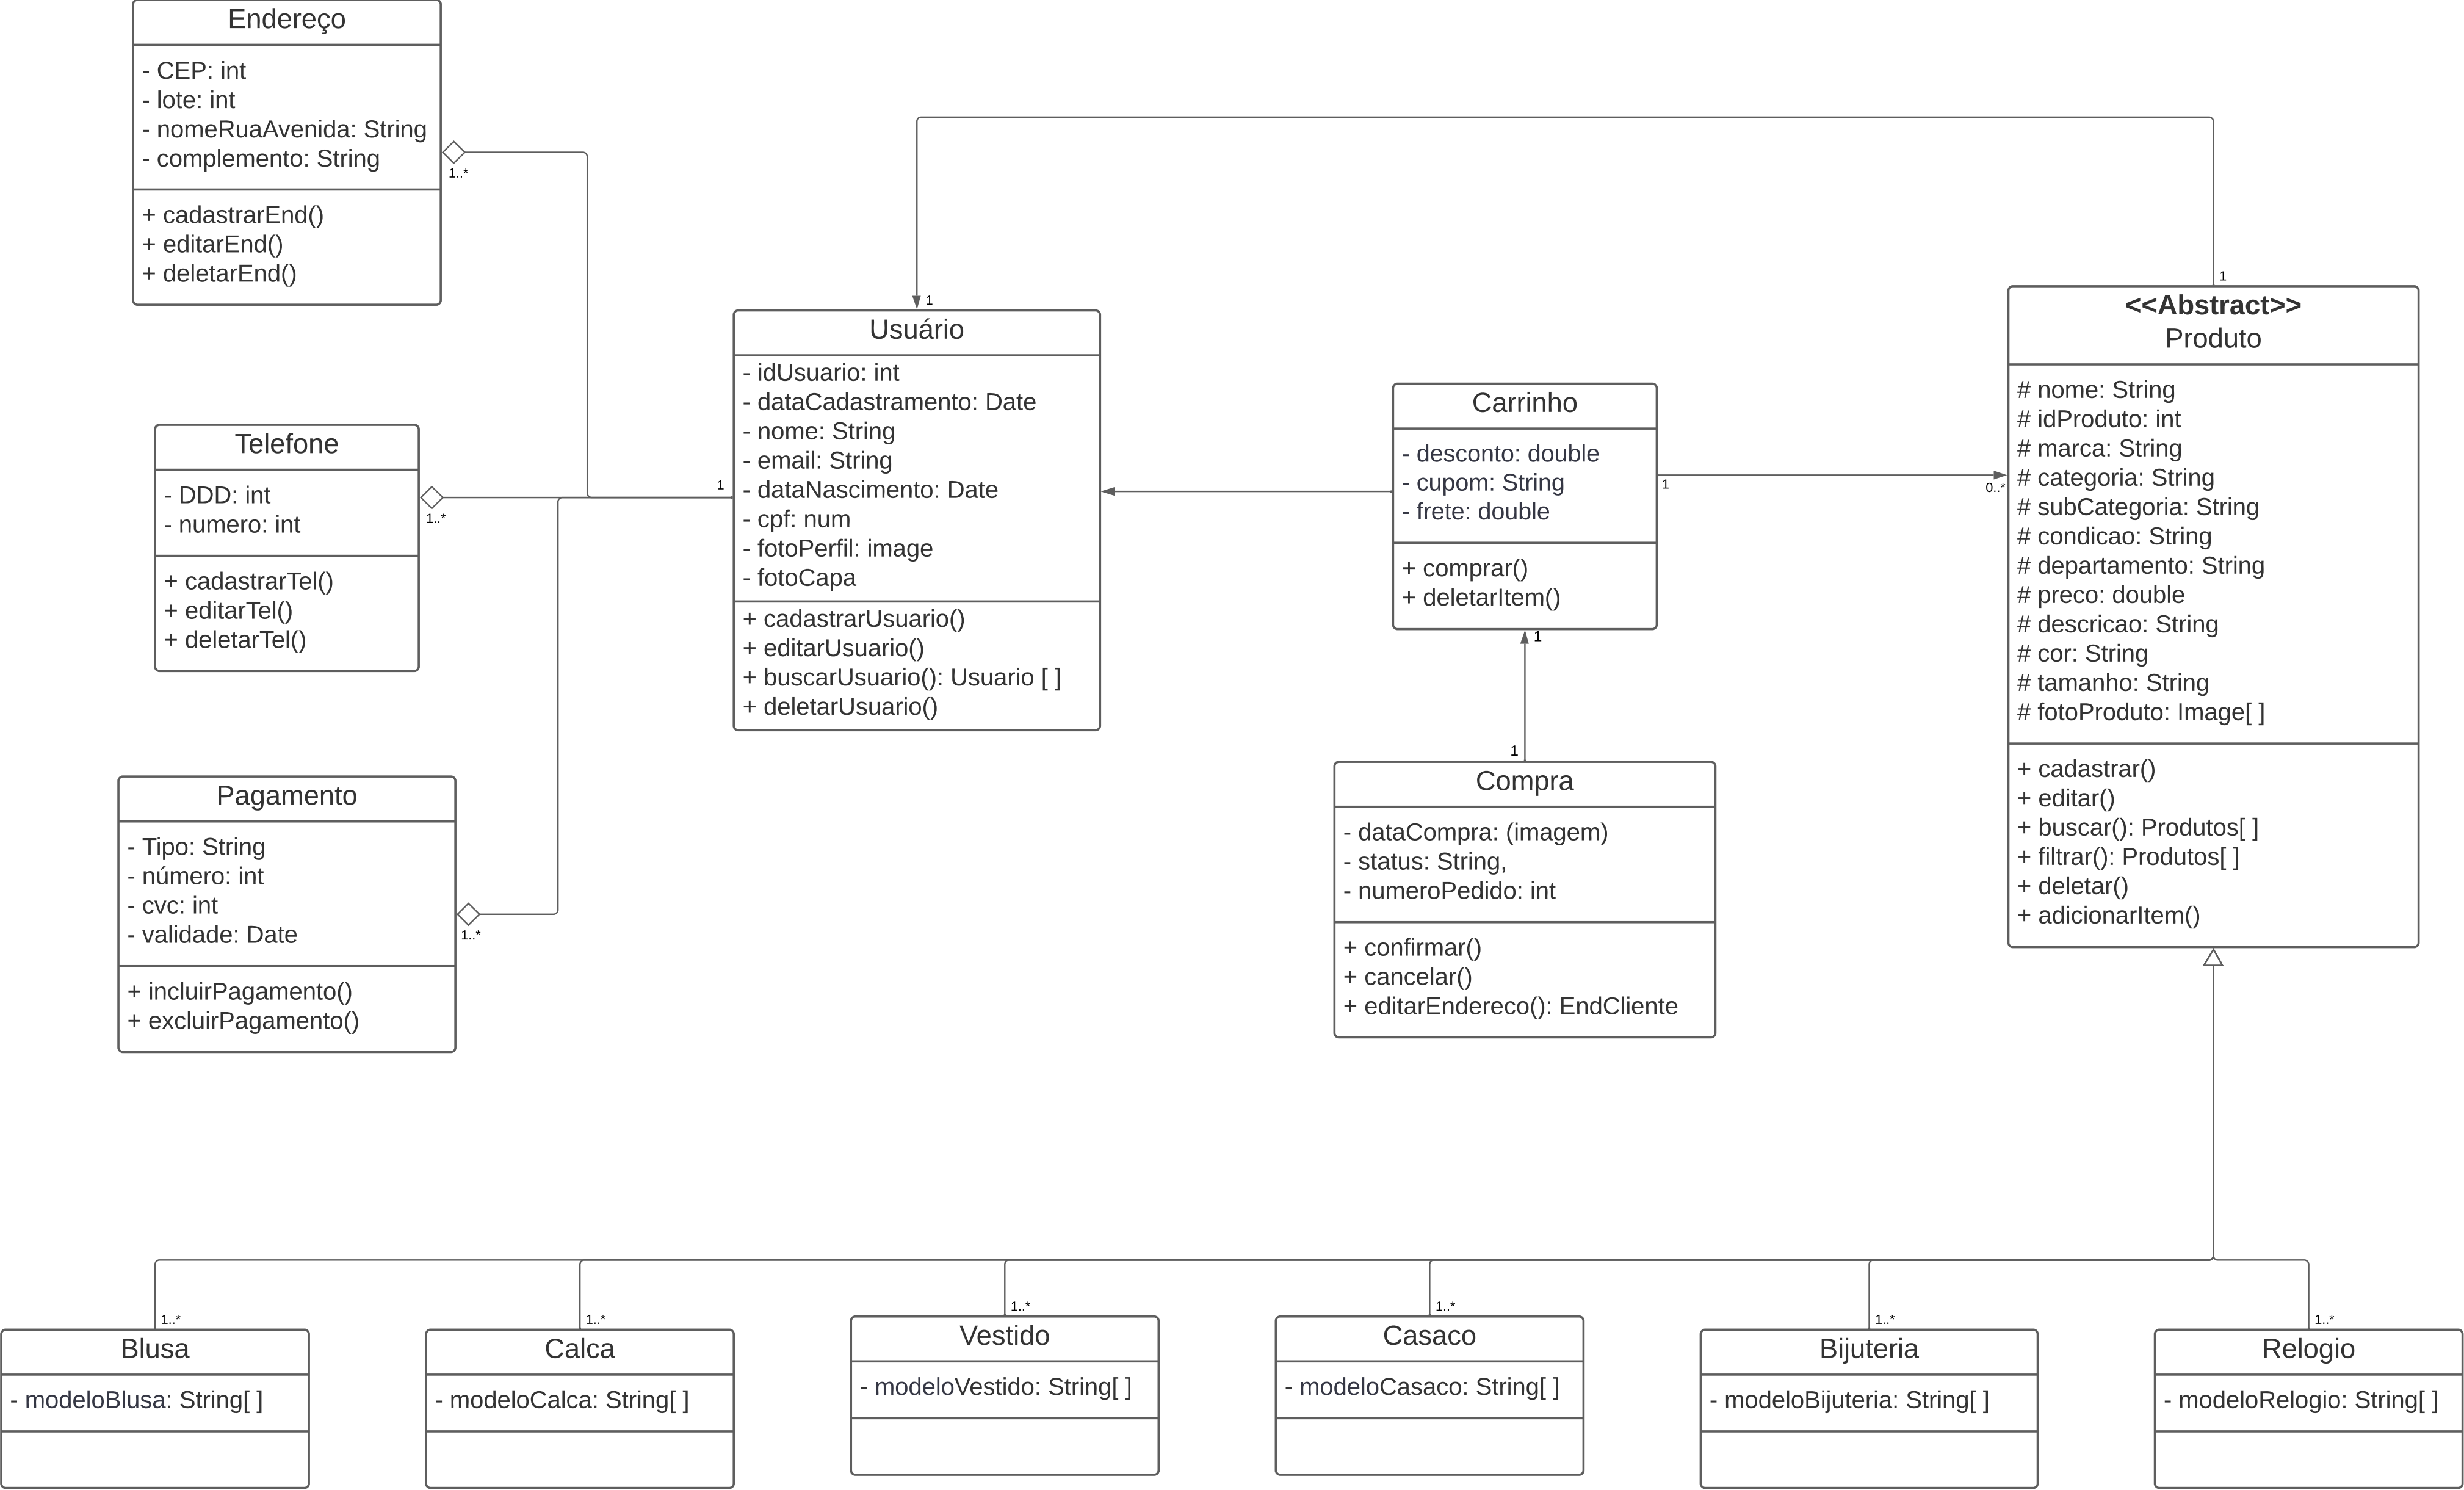 Endereço
- CEP: int
- lote: int
- nomeRuaAvenida: String
- complemento: String
+ cadastrarEnd()
+ editarEnd()
+ deletarEnd()
1..*
Telefone
- DDD: int
- numero: int
+ cadastrarTel()
+ editarTel()
+ deletarTel()
1..*
Pagamento
- Tipo: String
- número: int
- cvc: int
- validade: Date
+ incluirPagamento()
+ excluirPagamento()
1..*
1
1
Usuário
- idUsuario: int
- dataCadastramento: Date
- nome: String
- email: String
- dataNascimento: Date
- cpf: num
- fotoPerfil: image
- fotoCapa
+ cadastrarUsuario()
+ editarUsuario()
+ buscarUsuario(): Usuario [ ]
+ deletarUsuario()
Carrinho
- desconto: double
- cupom: String
- frete: double
+ comprar()
+ deletarItem()
1
0..*
1
1
Compra
- dataCompra: (imagem)
- status: String,
- numeroPedido: int
+ confirmar()
+ cancelar()
+ editarEndereco(): EndCliente
1
<<Abstract>>
Produto
# nome: String
# idProduto: int
# marca: String
# categoria: String
# subCategoria: String
# condicao: String
# departamento: String
# preco: double
# descricao: String
# cor: String
# tamanho: String
# fotoProduto: Image[ ]
+ cadastrar()
+ editar()
+ buscar(): Produtos[ ]
+ filtrar(): Produtos[ ]
+ deletar()
+ adicionarItem()
1..*
Blusa
- modeloBlusa: String[ ]
1..*
Calca
- modeloCalca: String[ ]
1..*
Vestido
- modeloVestido: String[ ]
1..*
Casaco
- modeloCasaco: String[ ]
1..*
Bijuteria
- modeloBijuteria: String[ ]
1..*
Relogio
- modeloRelogio: String[ ]